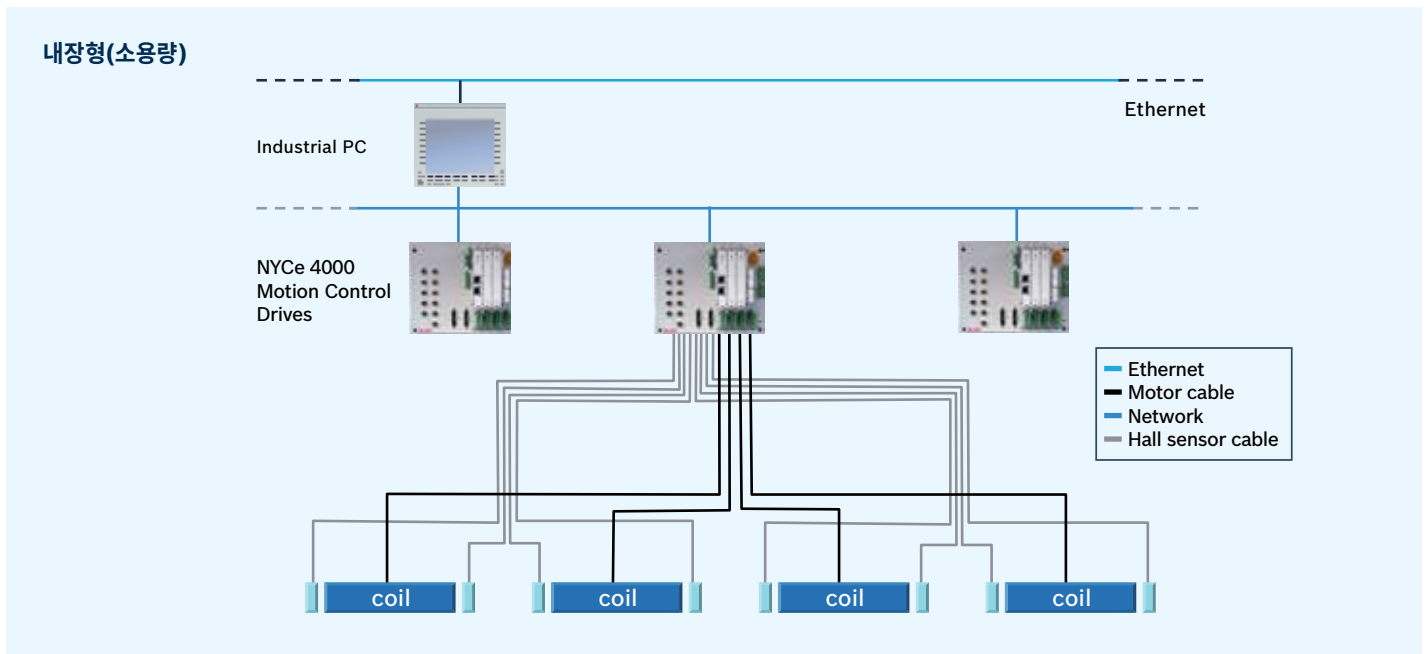 내장형(소용량)
Ethernet
Industrial PC
NYCe 4000
Motion Control
Drives
Ethernet
Motor cable
Network
Hall sensor cable
coil
coil
coil
coil